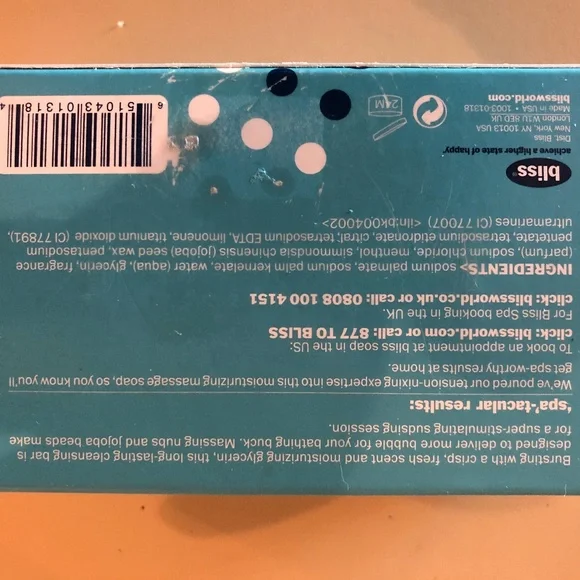 Bursting with a crisp, fresh scent and moisturizing glycerin, this long-lasting cleansing bar is
designed to deliver more bubble for your bathing buck. Massing nubs and jojoba beads make
for a super-stimulating sudsing session.
'spa'-tacular results:
We've poured our tension-nixing expertise into this moisturizing massage soap, so you know you'll
get spa-worthy results at home.
To book an appointment at bliss in the US:
click: blissworld.com or call: 877 TO BLISS
For Bliss Spa booking in the UK.
click: blissworld.co.uk or call: 0808 100 4151
INGREDIENTS> sodium palmate, sodium palm kernelate, water (aqua), glycerin, fragrance
(parfum), sodium chloride, menthol, simmondsia chinensis (jojoba) seed wax, pentasodium
pentetate, tetrasodium etidronate, citral, tetrasodium EDTA, limonene, titanium dioxide (CI 77891),
ultramarines (CI 77007) <iln:bk004002>
bliss
achieve a higher state of happy
Dist. Bliss
New York, NY 10013 USA
London W1U 8ED UK
Made in USA • 1003-01318
blissworld.com
24M
6 51043 01318 4